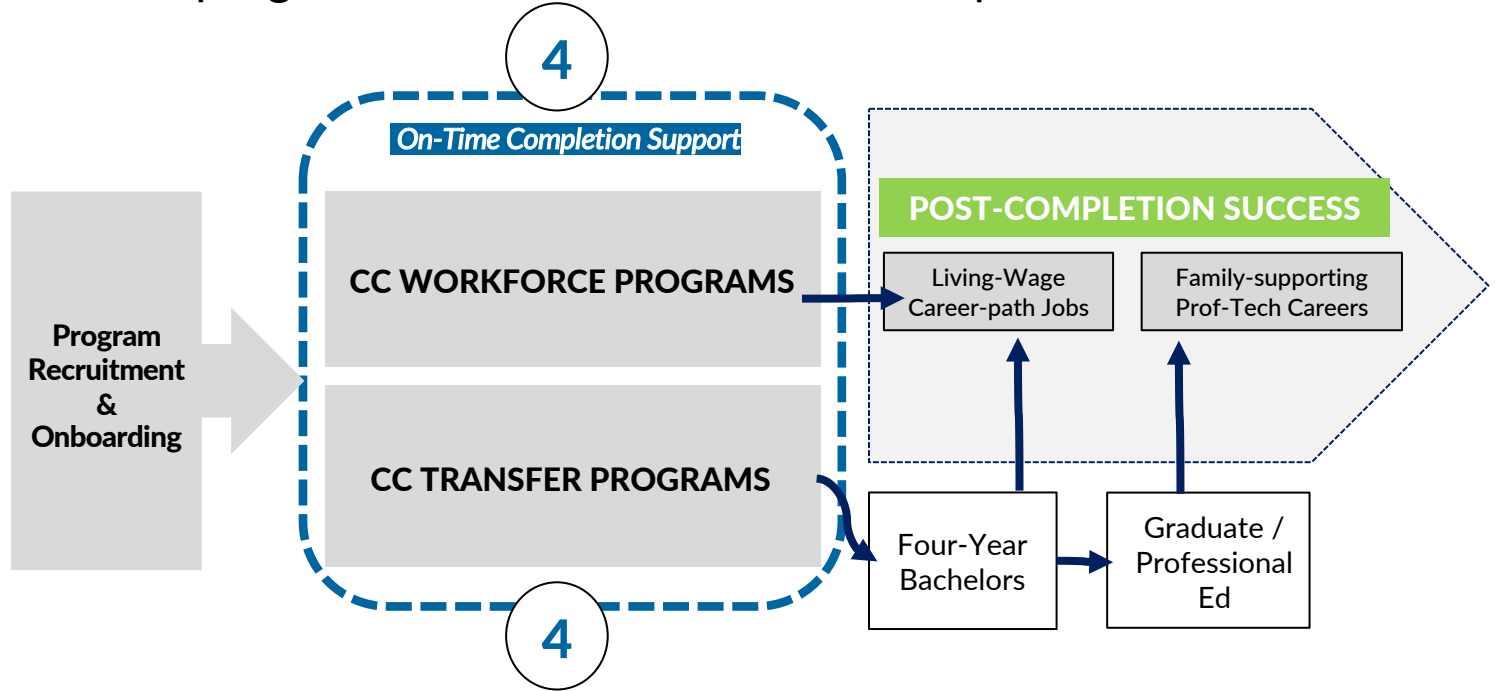 4
On-Time Completion Support
Program
Recruitment
&
Onboarding
CC WORKFORCE PROGRAMS
CC TRANSFER PROGRAMS
4
POST-COMPLETION SUCCESS
Living-Wage
Career-path Jobs
Family-supporting
Prof-Tech Careers
Four-Year
Bachelors
Graduate /
Professional
Ed